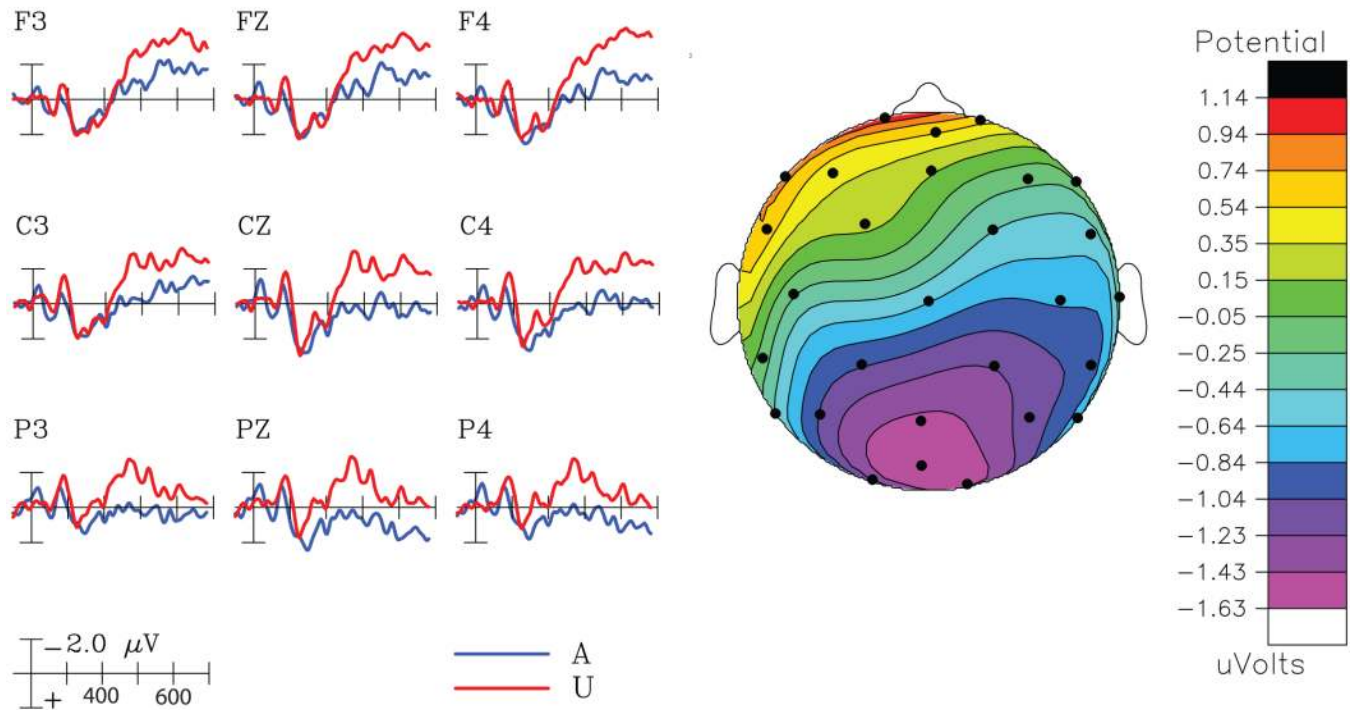 F3
FZ
F4
C3
CZ
C4
P3
PZ
P4
−2.0 μV
+ 400 600
A
U
Potential
1.14
0.94
0.74
0.54
0.35
0.15
−0.05
−0.25
−0.44
−0.64
−0.84
−1.04
−1.23
−1.43
−1.63
uVolts